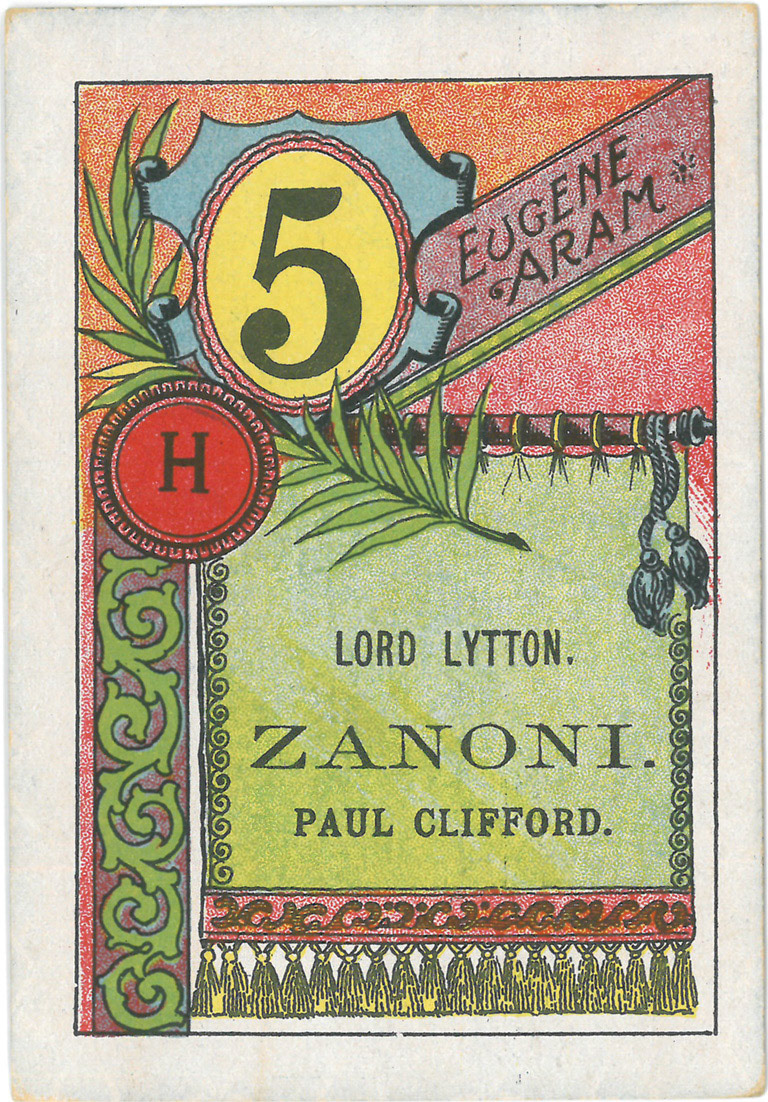 5
EUGENE
ARAM
H
LORD LYTTON.
ZANONI.
PAUL CLIFFORD.